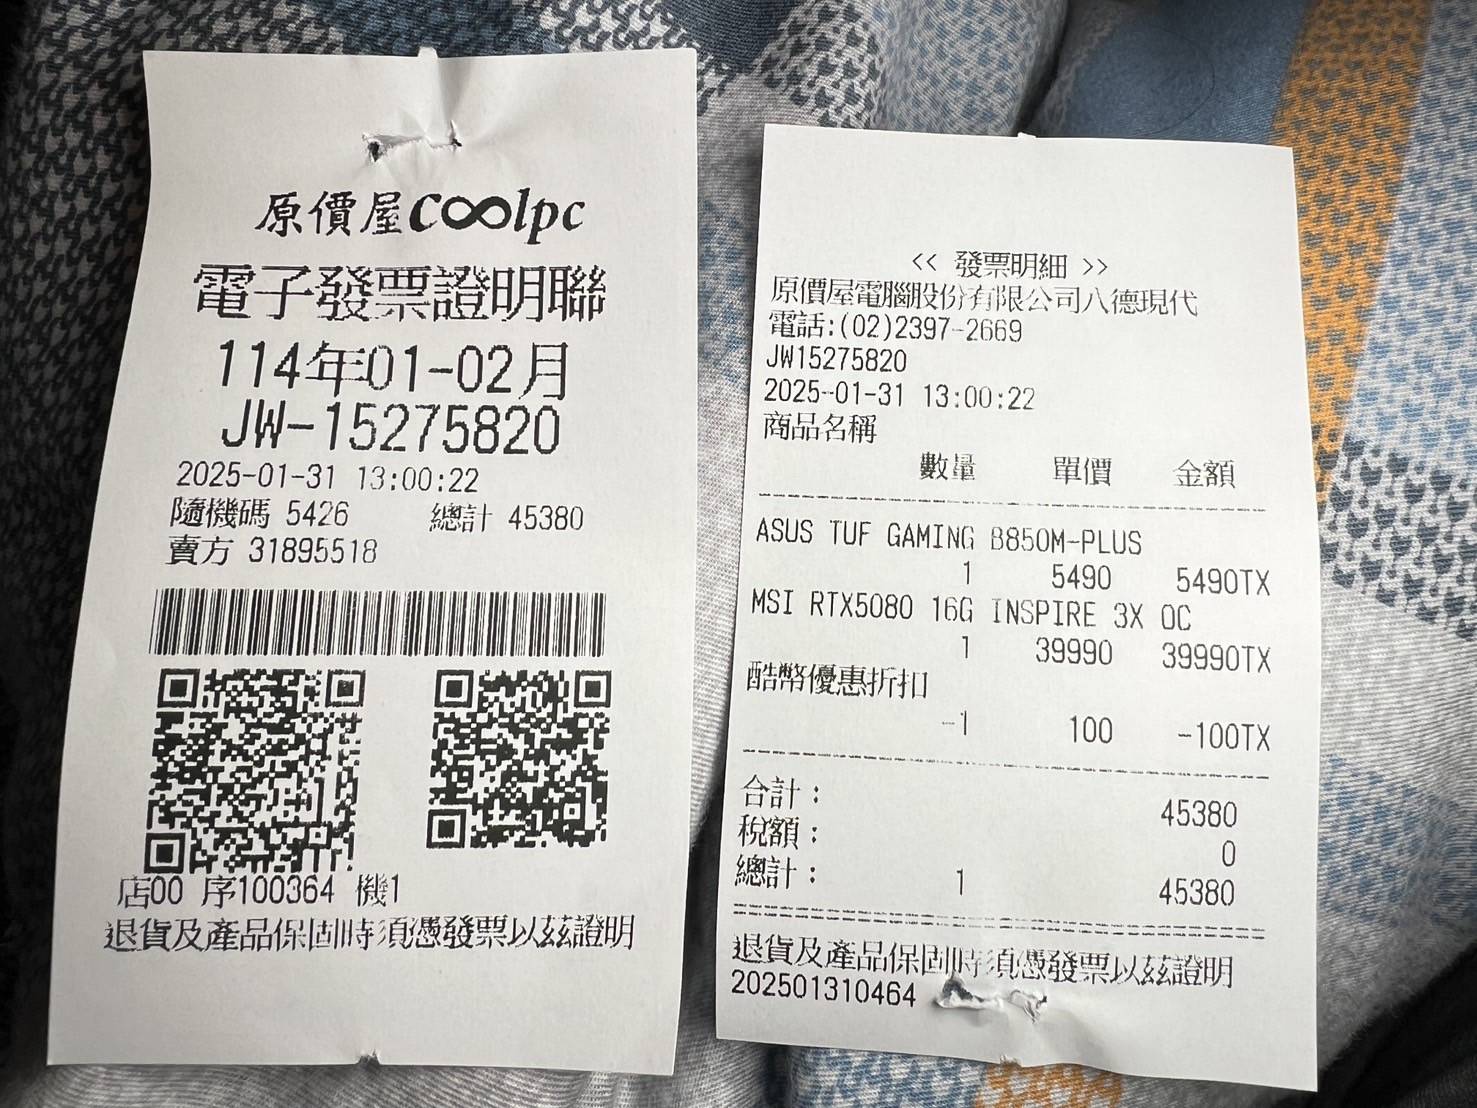 原價屋coolpc
電子發票證明聯
114年01-02月
JW-15275820
2025-01-31 13:00:22
隨機碼 5426 總計 45380
賣方 31895518
店00 序100364 機1
退貨及產品保固時須憑發票以茲證明
<< 發票明細 >>
原價屋電腦股份有限公司八德現代
電話:(02)2397-2669
JW15275820
2025-01-31 13:00:22
商品名稱
數量 單價 金額
ASUS TUF GAMING B850M-PLUS
1 5490 5490TX
MSI RTX5080 16G INSPIRE 3X OC
1 39990 39990TX
酷幣優惠折扣
-1 100 -100TX
合計: 45380
稅額: 0
總計: 1 45380
退貨及產品保固時須憑發票以茲證明
202501310464